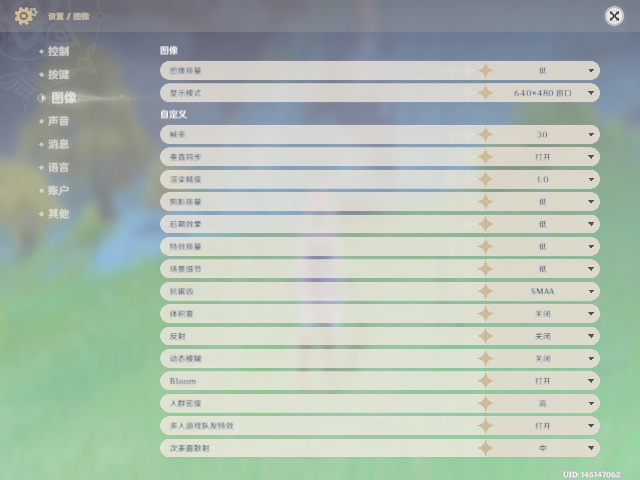 设置 / 图像
控制
按键
图像
声音
消息
语言
账户
其他
图像
图像质量 低
显示模式 640×480 窗口
自定义
帧率 30
垂直同步 打开
渲染精度 1.0
阴影质量 低
后期效果 低
特效质量 低
场景细节 低
抗锯齿 SMAA
体积雾 关闭
反射 关闭
动态模糊 关闭
Bloom 打开
人群密度 高
多人游戏队友特效 打开
次表面散射 中
UID: 145147062